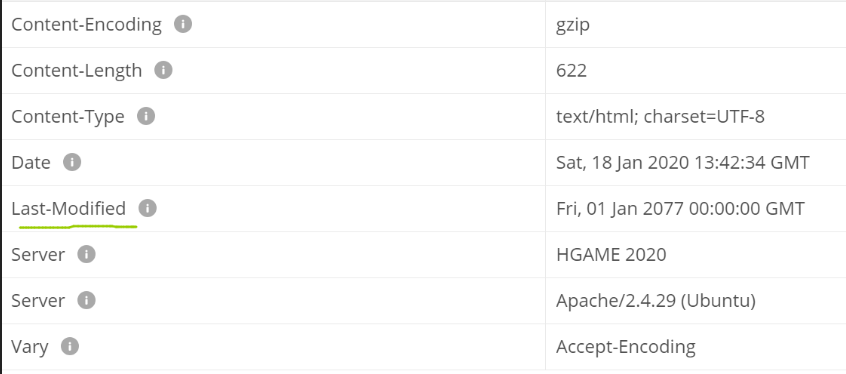 Content-Encoding gzip
Content-Length 622
Content-Type text/html; charset=UTF-8
Date Sat, 18 Jan 2020 13:42:34 GMT
Last-Modified Fri, 01 Jan 2077 00:00:00 GMT
Server HGAME 2020
Server Apache/2.4.29 (Ubuntu)
Vary Accept-Encoding